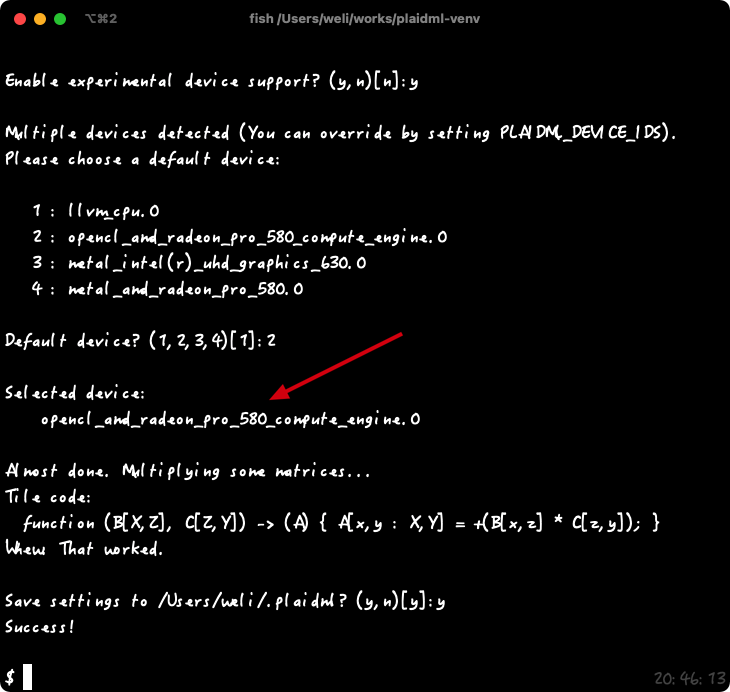 ⌥⌘2
fish /Users/weli/works/plaidml-venv
Enable experimental device support? (y,n)[n]:y
Multiple devices detected (You can override by setting PLAIDML_DEVICE_IDS).
Please choose a default device:
1 : llvm_cpu.0
2 : opencl_amd_radeon_pro_580_compute_engine.0
3 : metal_intel(r)_uhd_graphics_630.0
4 : metal_amd_radeon_pro_580.0
Default device? (1,2,3,4)[1]:2
Selected device:
opencl_amd_radeon_pro_580_compute_engine.0
Almost done. Multiplying some matrices...
Tile code:
function (B[X,Z], C[Z,Y]) -> (A) { A[x,y : X,Y] = +(B[x,z] * C[z,y]); }
Whew. That worked.
Save settings to /Users/weli/.plaidml? (y,n)[y]:y
Success!
$
20:46:13